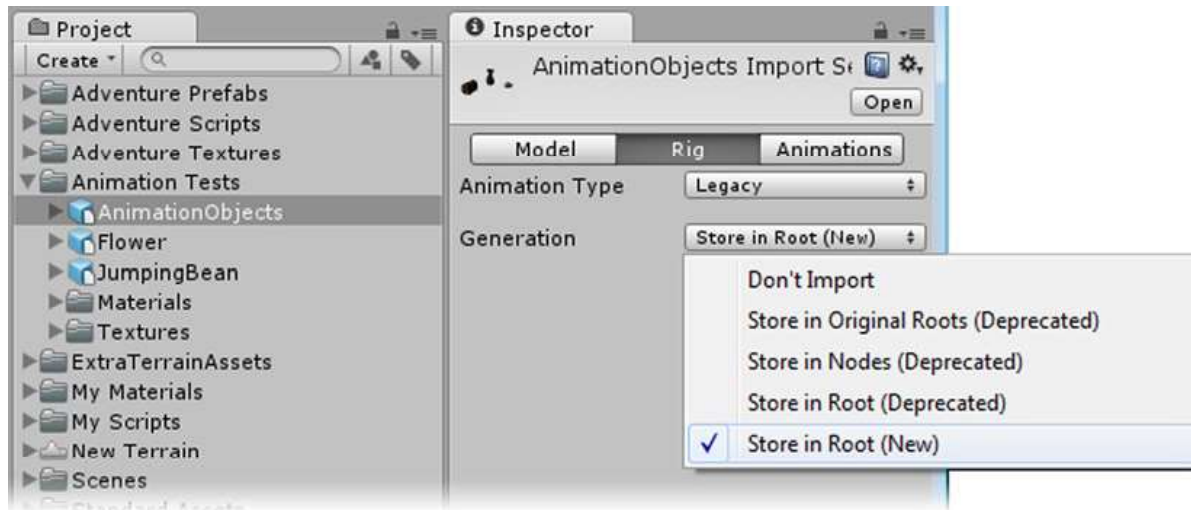 Project
Create
Adventure Prefabs
Adventure Scripts
Adventure Textures
Animation Tests
AnimationObjects
Flower
JumpingBean
Materials
Textures
ExtraTerrainAssets
My Materials
My Scripts
New Terrain
Scenes
Standard Assets
Inspector
AnimationObjects Import Se
Open
Model Rig Animations
Animation Type Legacy
Generation Store in Root (New)
Don't Import
Store in Original Roots (Deprecated)
Store in Nodes (Deprecated)
Store in Root (Deprecated)
Store in Root (New)